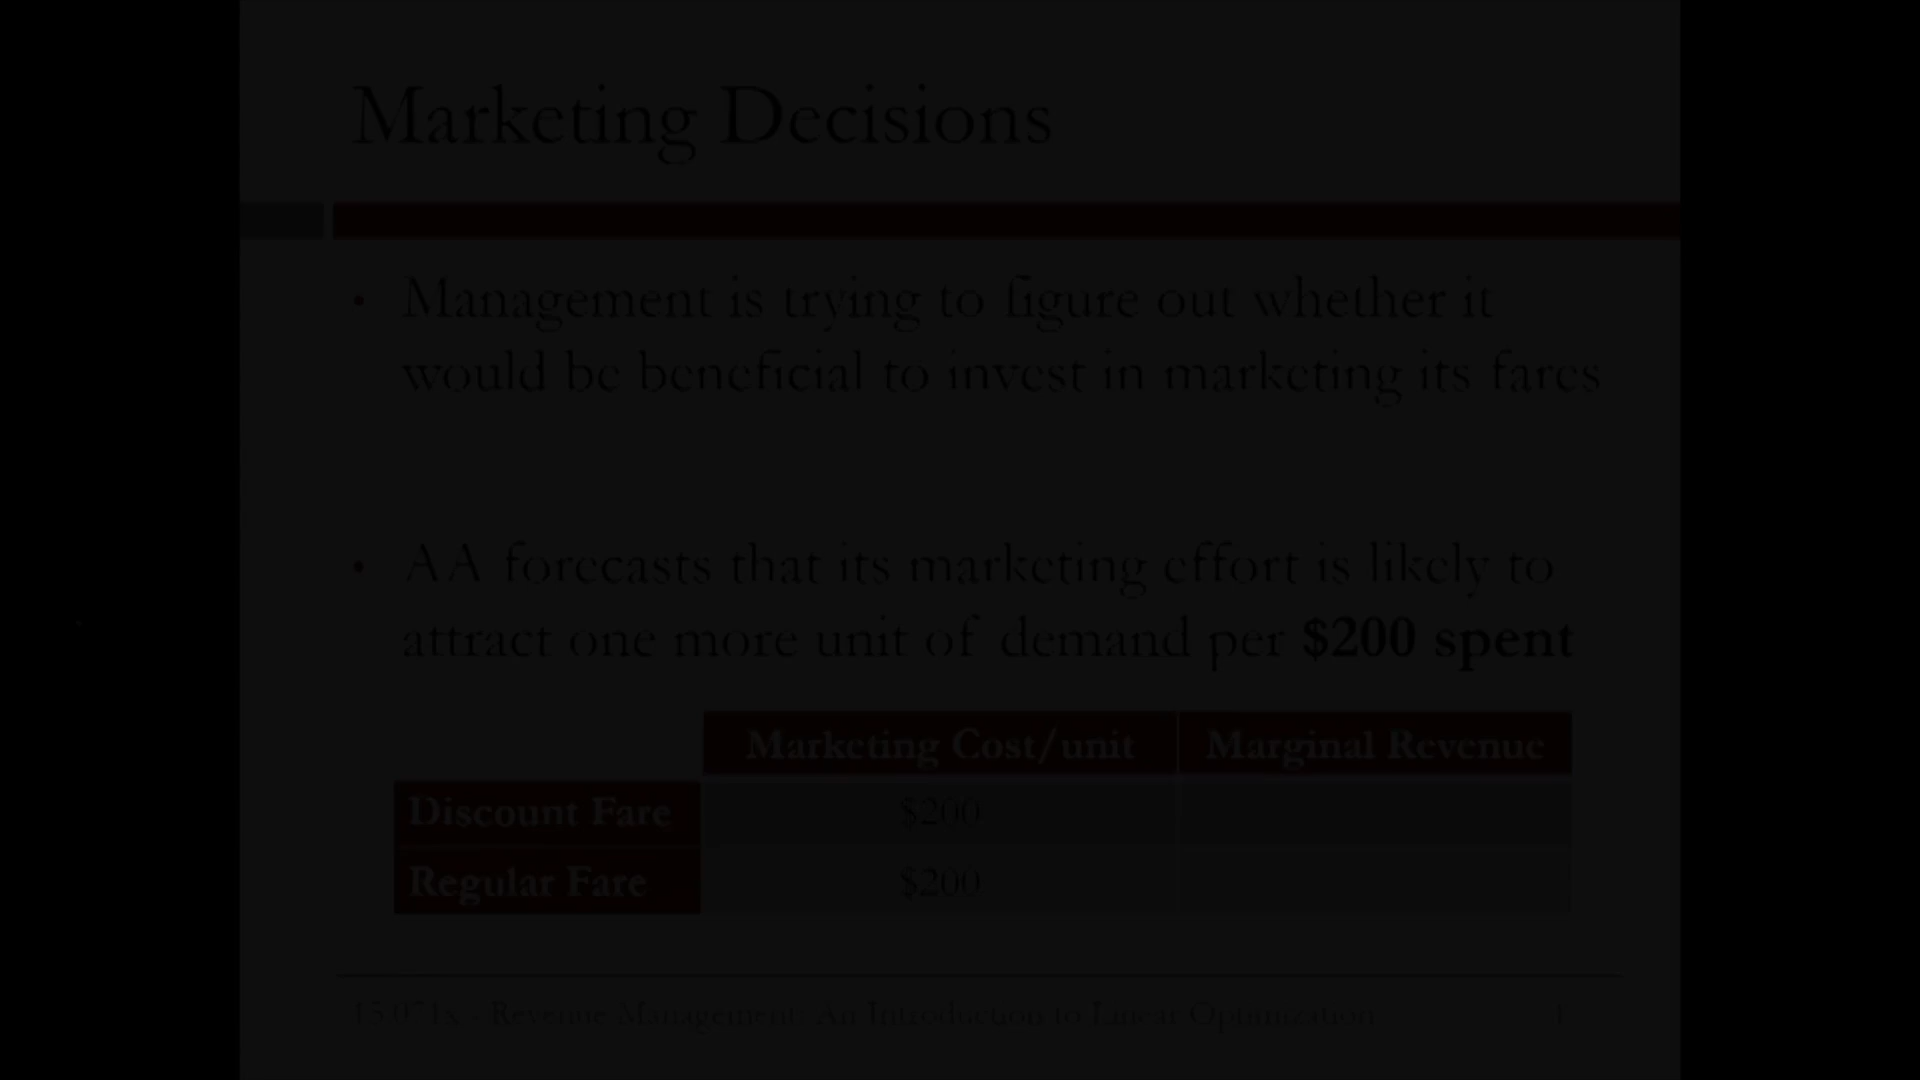 Marketing Decisions
• Management is trying to figure out whether it
would be beneficial to invest in marketing its fares
• AA forecasts that its marketing effort is likely to
attract one more unit of demand per $200 spent
Marketing Cost/unit Marginal Revenue
Discount Fare $200
Regular Fare $200
15.071x - Revenue Management: An Introduction to Linear Optimization 1